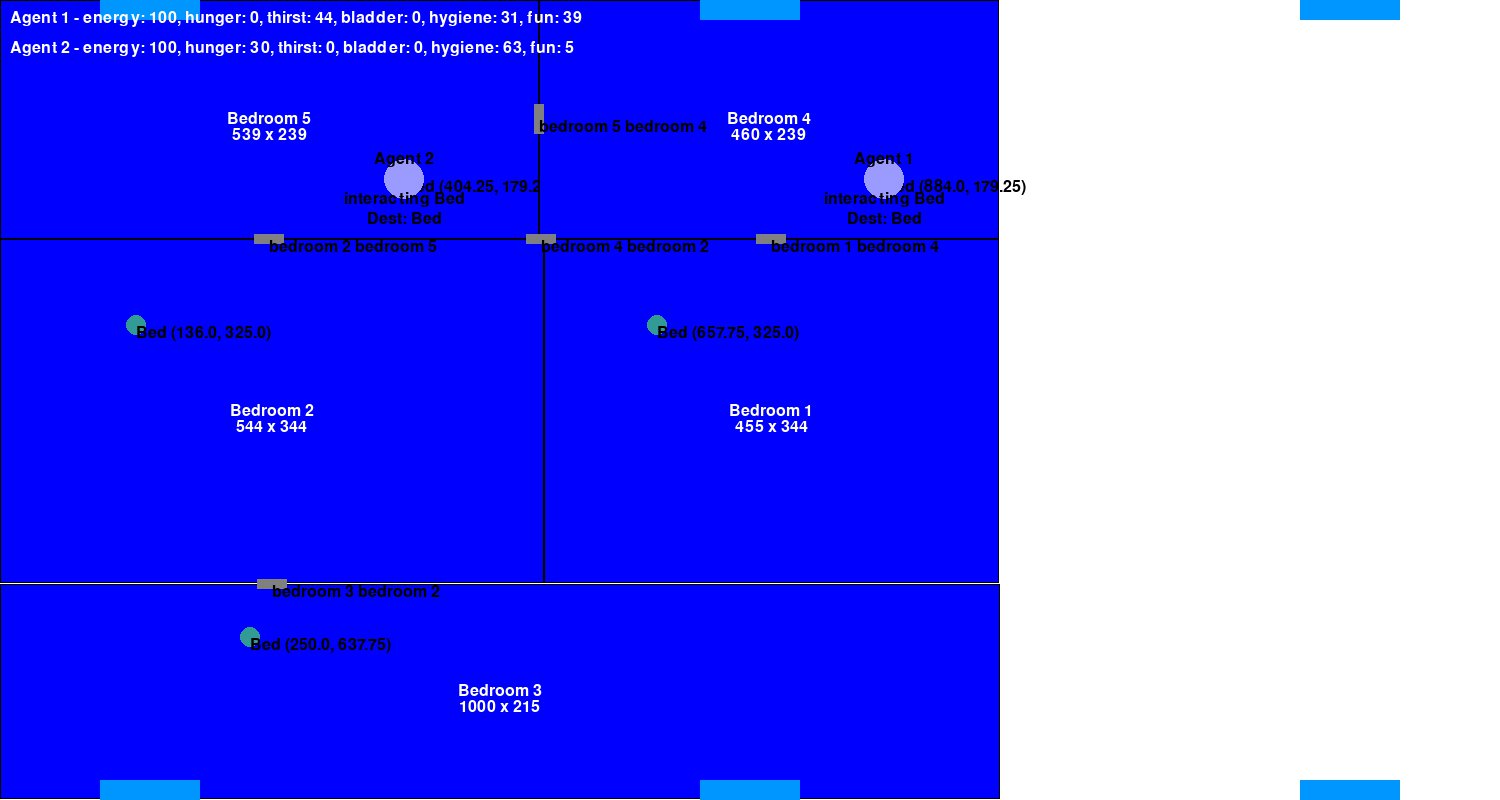 Agent 1 - energy: 100, hunger: 0, thirst: 44, bladder: 0, hygiene: 31, fun: 39
Agent 2 - energy: 100, hunger: 30, thirst: 0, bladder: 0, hygiene: 63, fun: 5
Bedroom 5
539 x 239
Bedroom 4
460 x 239
bedroom 5 bedroom 4
Agent 2
(404.25, 179.2
interacting Bed
Dest: Bed
Agent 1
(884.0, 179.25)
interacting Bed
Dest: Bed
bedroom 2 bedroom 5
bedroom 4 bedroom 2
bedroom 1 bedroom 4
Bed (136.0, 325.0)
Bed (657.75, 325.0)
Bedroom 2
544 x 344
Bedroom 1
455 x 344
bedroom 3 bedroom 2
Bed (250.0, 637.75)
Bedroom 3
1000 x 215